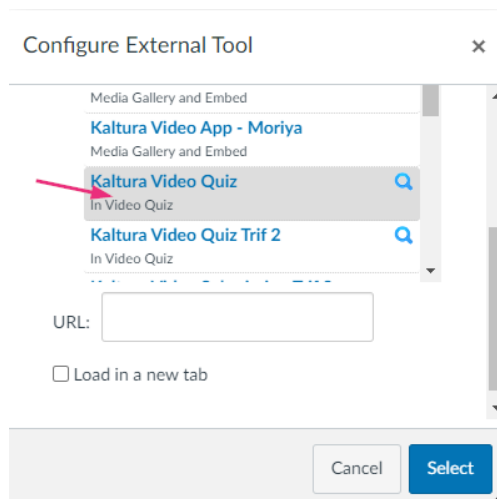 Configure External Tool
×
Media Gallery and Embed
Kaltura Video App - Moriya
Media Gallery and Embed
Kaltura Video Quiz
In Video Quiz
Kaltura Video Quiz Trif 2
In Video Quiz
URL:
Load in a new tab
Cancel
Select